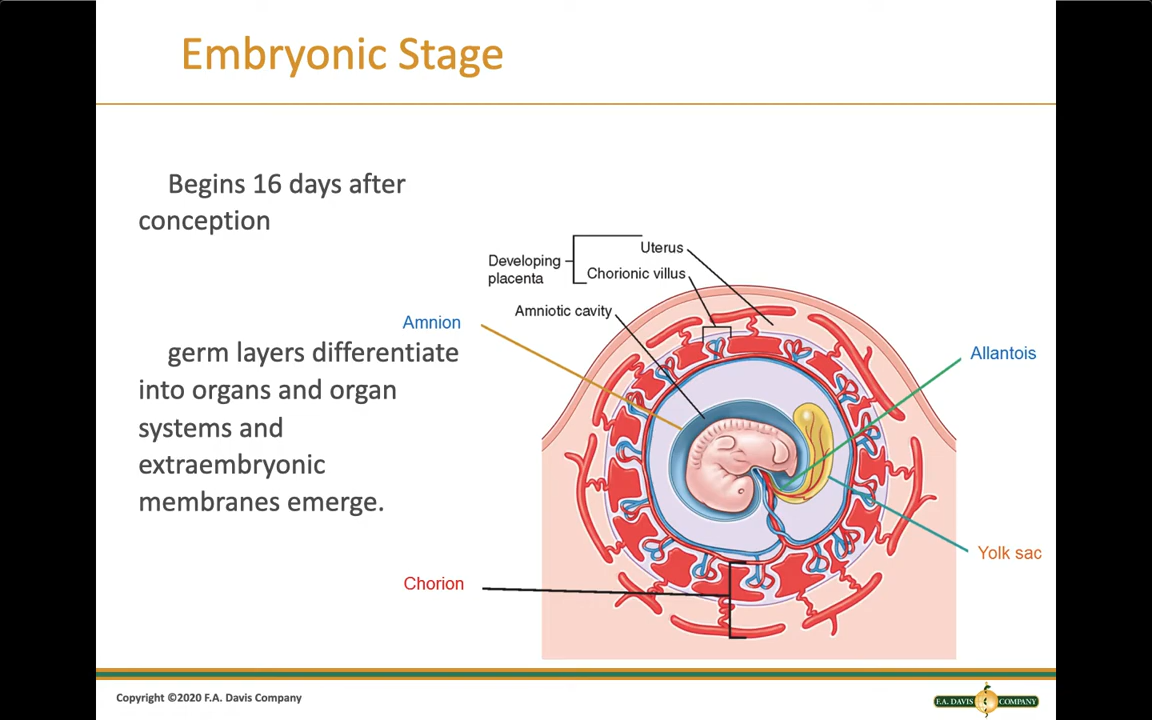 Embryonic Stage
Begins 16 days after
conception
germ layers differentiate
into organs and organ
systems and
extraembryonic
membranes emerge.
Developing
placenta
Uterus
Chorionic villus
Amniotic cavity
Amnion
Allantois
Yolk sac
Chorion
Copyright ©2020 F.A. Davis Company
F.A. DAVIS COMPANY